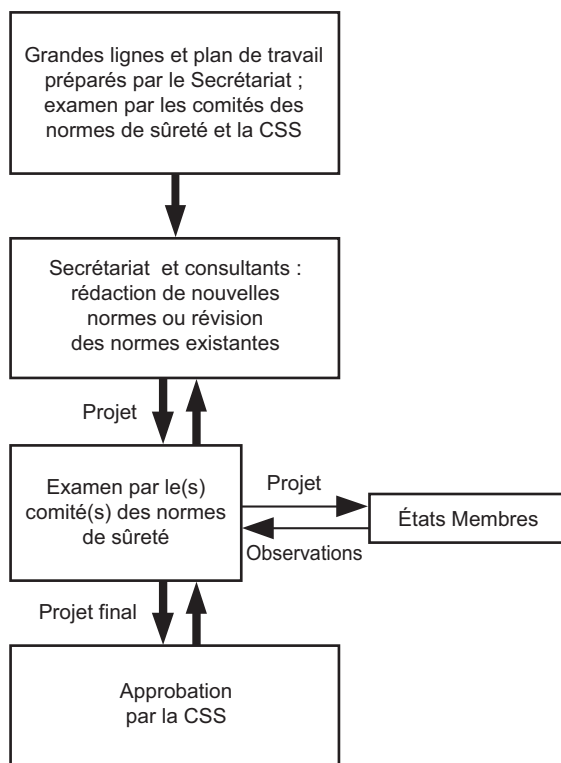 Grandes lignes et plan de travail
préparés par le Secrétariat ;
examen par les comités des
normes de sûreté et la CSS
Secrétariat et consultants :
rédaction de nouvelles
normes ou révision
des normes existantes
Projet
Examen par le(s)
comité(s) des normes
de sûreté
Projet
États Membres
Observations
Projet final
Approbation
par la CSS